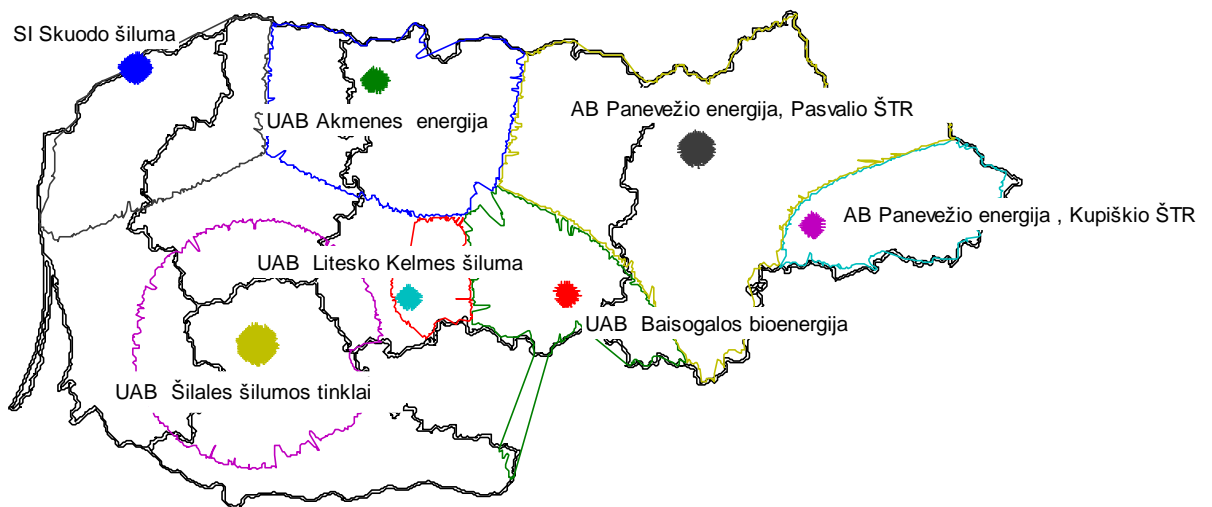 SI Skuodo šiluma
UAB Akmenes energija
AB Panevežio energija, Pasvalio ŠTR
AB Panevežio energija , Kupiškio ŠTR
UAB Litesko Kelmes šiluma
UAB Baisogalos bioenergija
UAB Šilales šilumos tinklai